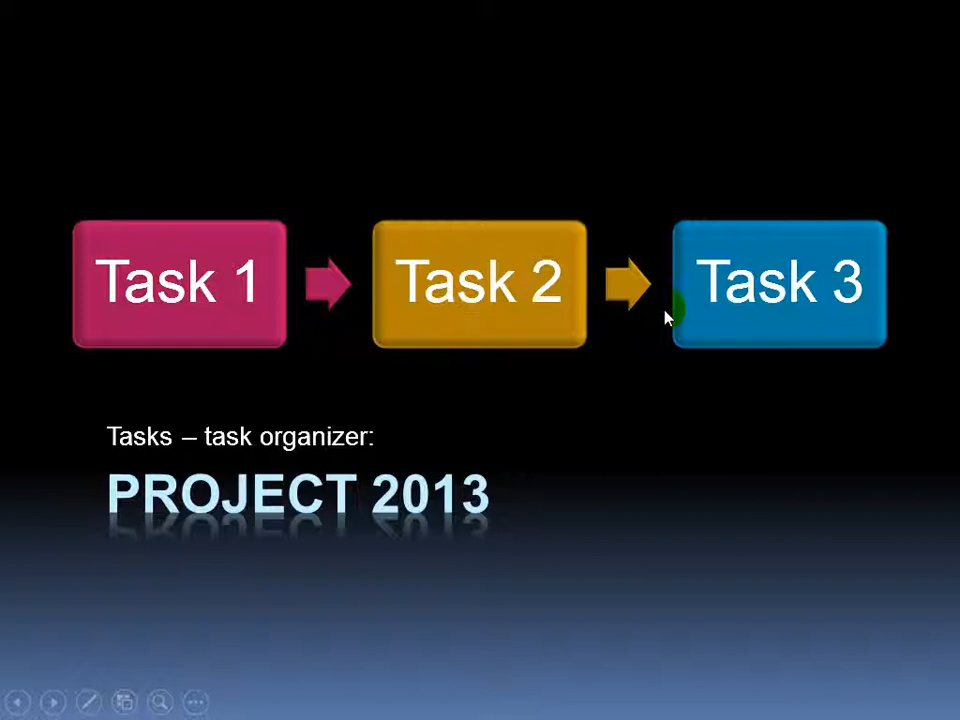 Task 1
Task 2
Task 3
Tasks – task organizer:
PROJECT 2013